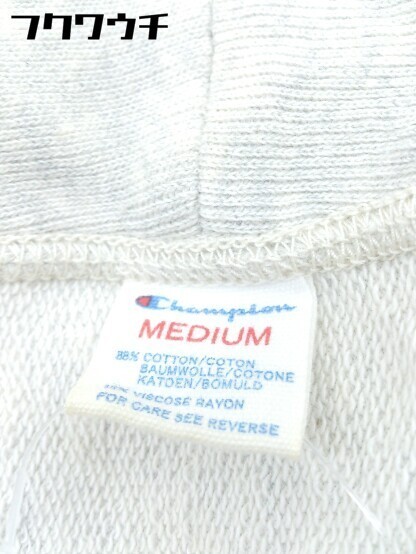 フクワウチ
Champion
MEDIUM
88% COTTON/COTON
BAUMWOLLE/COTONE
KATOEN/BOMULD
VISCOSE RAYON
FOR CARE SEE REVERSE